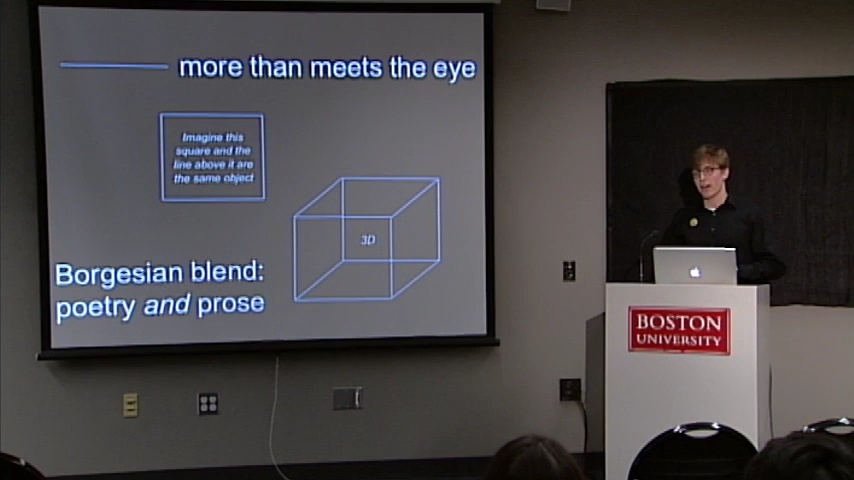 more than meets the eye
Imagine this
square and the
line above it are
the same object
3D
Borgesian blend:
poetry and prose
BOSTON
UNIVERSITY